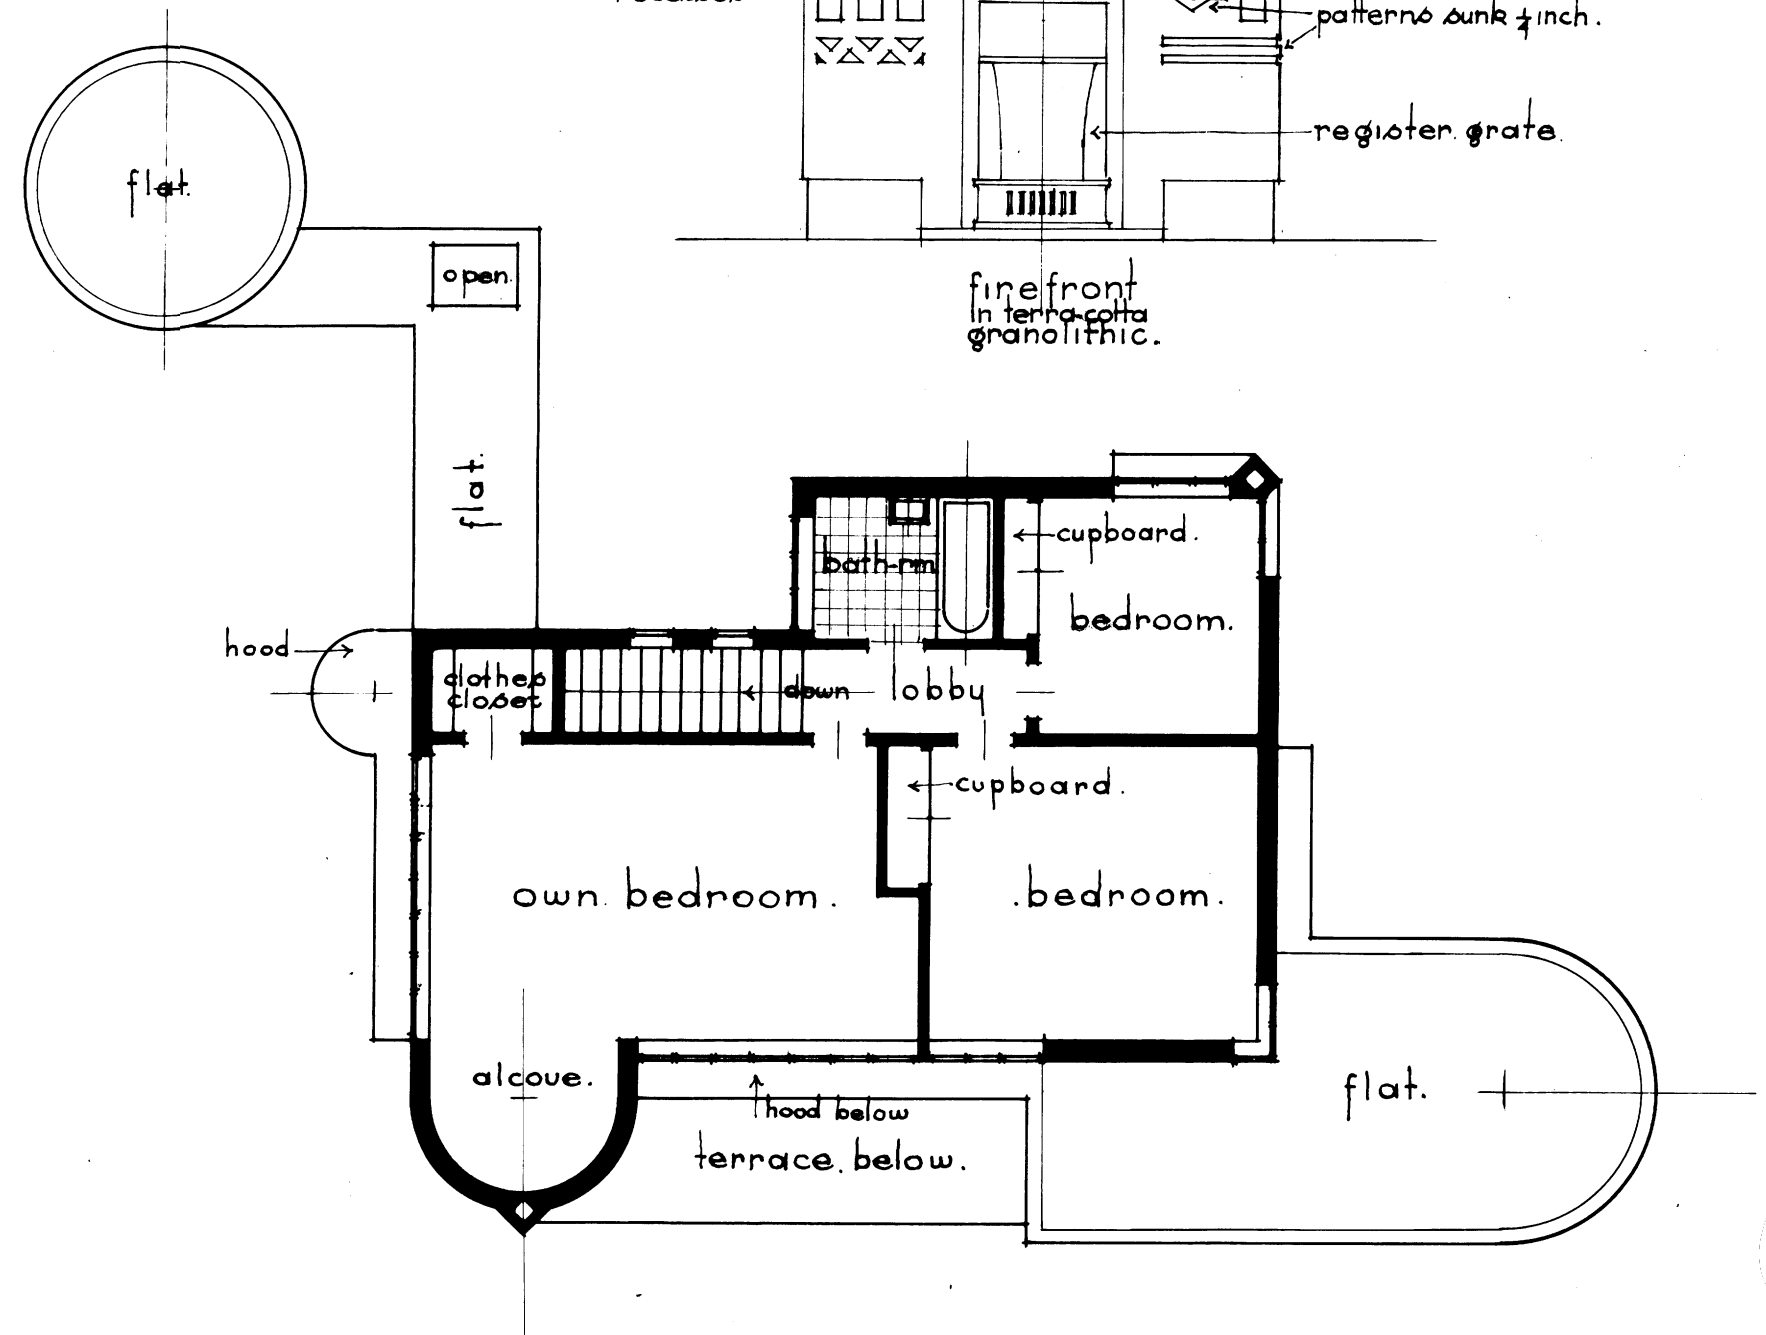 patterns sunk ¼ inch.
register grate.
fire front
in terra-cotta
granolithic.
flat.
open.
flat.
cupboard.
bath-rm
bedroom.
hood
clothes
closet
down
lobby
cupboard.
own bedroom.
.bedroom.
alcove.
hood below
terrace. below.
flat.